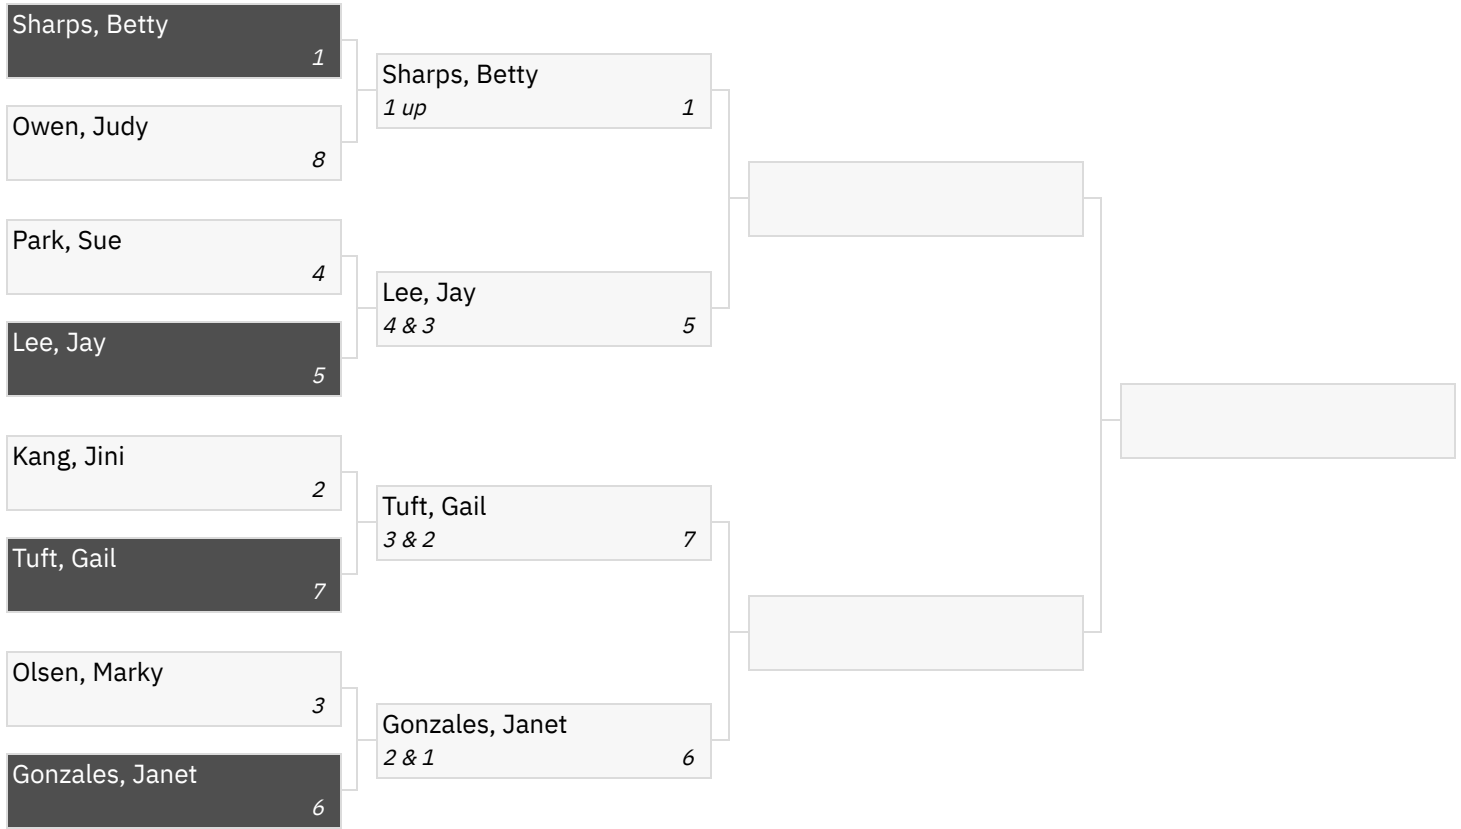 Sharps, Betty
1
Owen, Judy
8
Park, Sue
4
Lee, Jay
5
Kang, Jini
2
Tuft, Gail
7
Olsen, Marky
3
Gonzales, Janet
6
Sharps, Betty
1 up 1
Lee, Jay
4 & 3 5
Tuft, Gail
3 & 2 7
Gonzales, Janet
2 & 1 6